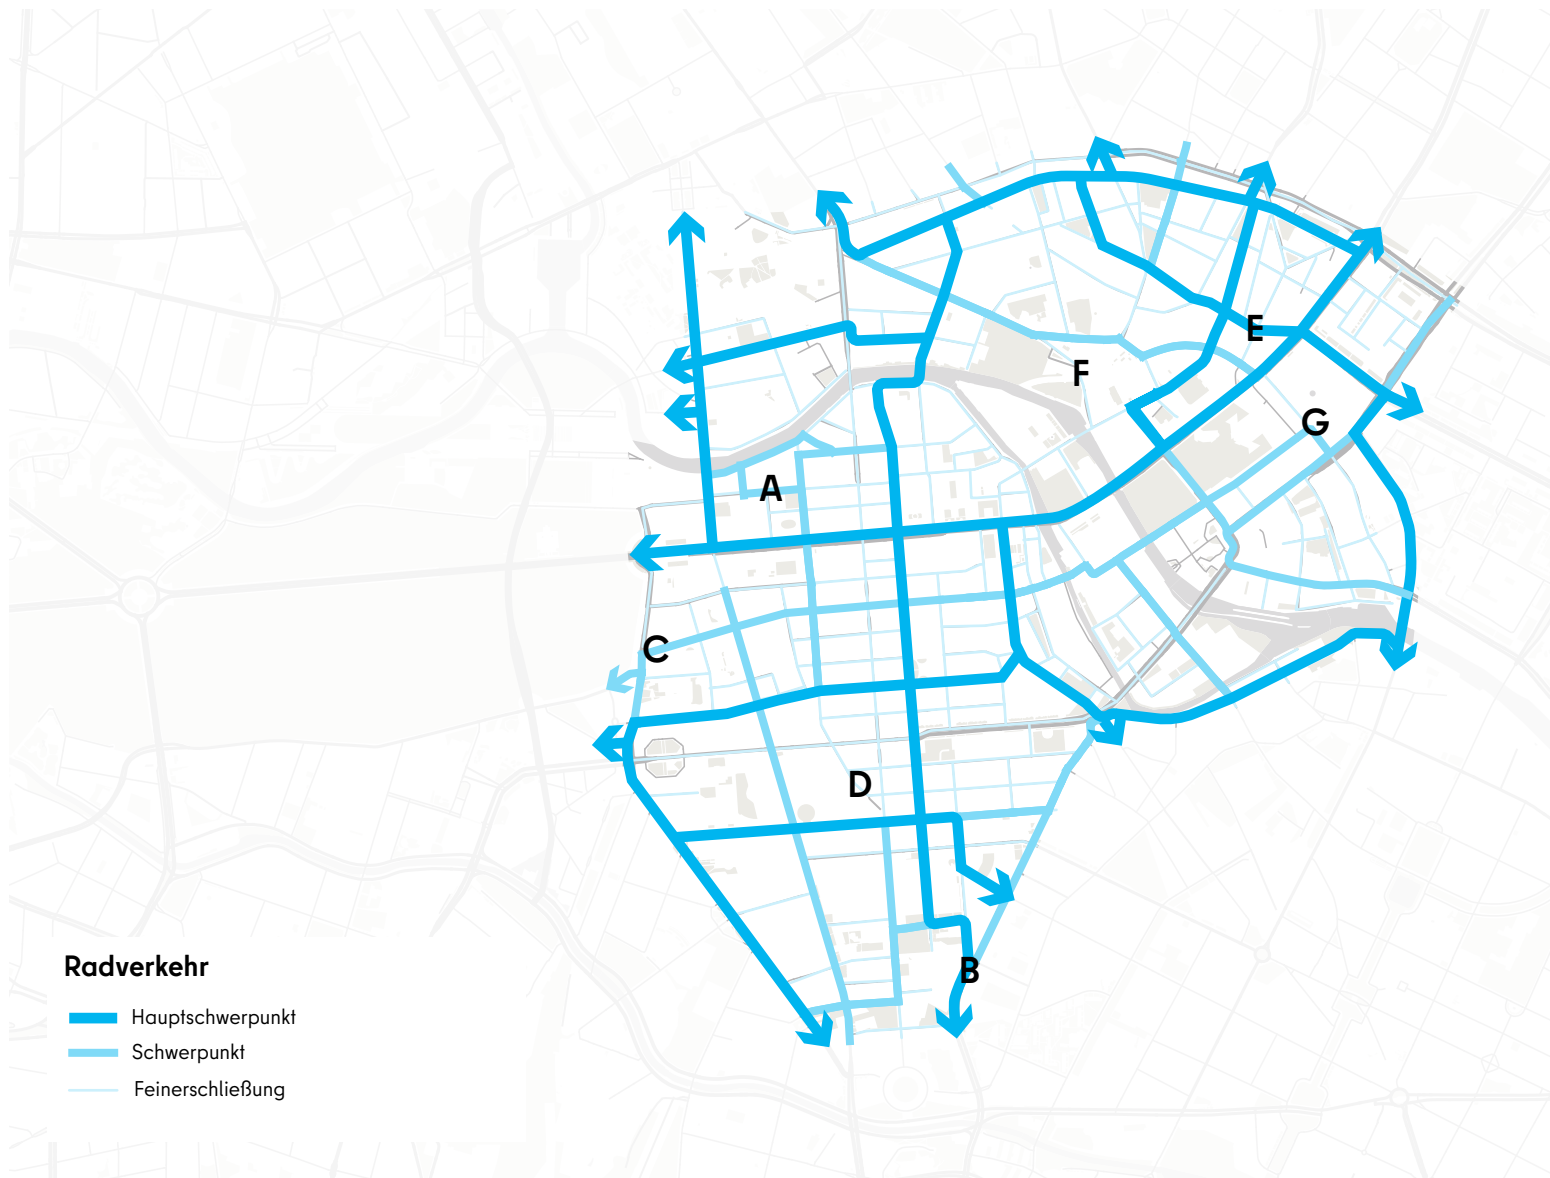 E
F
G
A
C
D
B
Radverkehr
Hauptschwerpunkt
Schwerpunkt
Feinerschließung